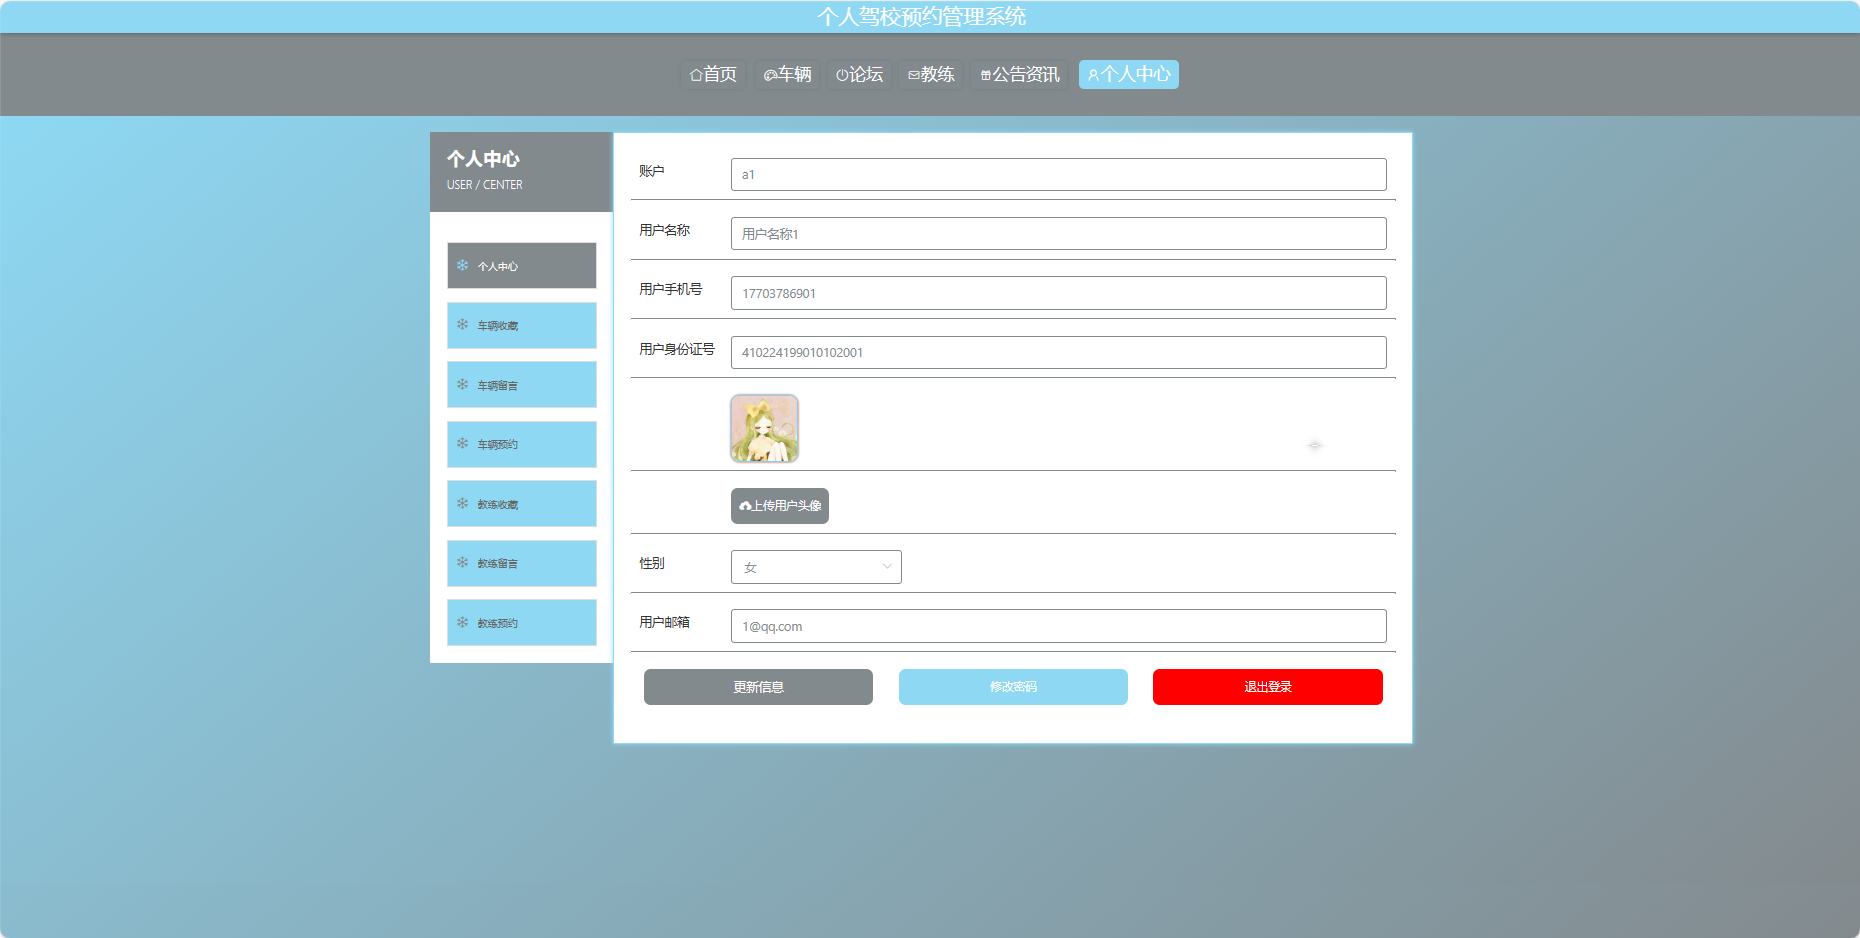 个人驾校预约管理系统
首页 车辆 论坛 教练 公告资讯 个人中心
个人中心
USER / CENTER
个人中心
车辆收藏
车辆留言
车辆预约
教练收藏
教练留言
教练预约
账户 a1
用户名称 用户名称1
用户手机号 17703786901
用户身份证号 410224199010102001
上传用户头像
性别 女
用户邮箱 1@qq.com
更新信息 修改密码 退出登录